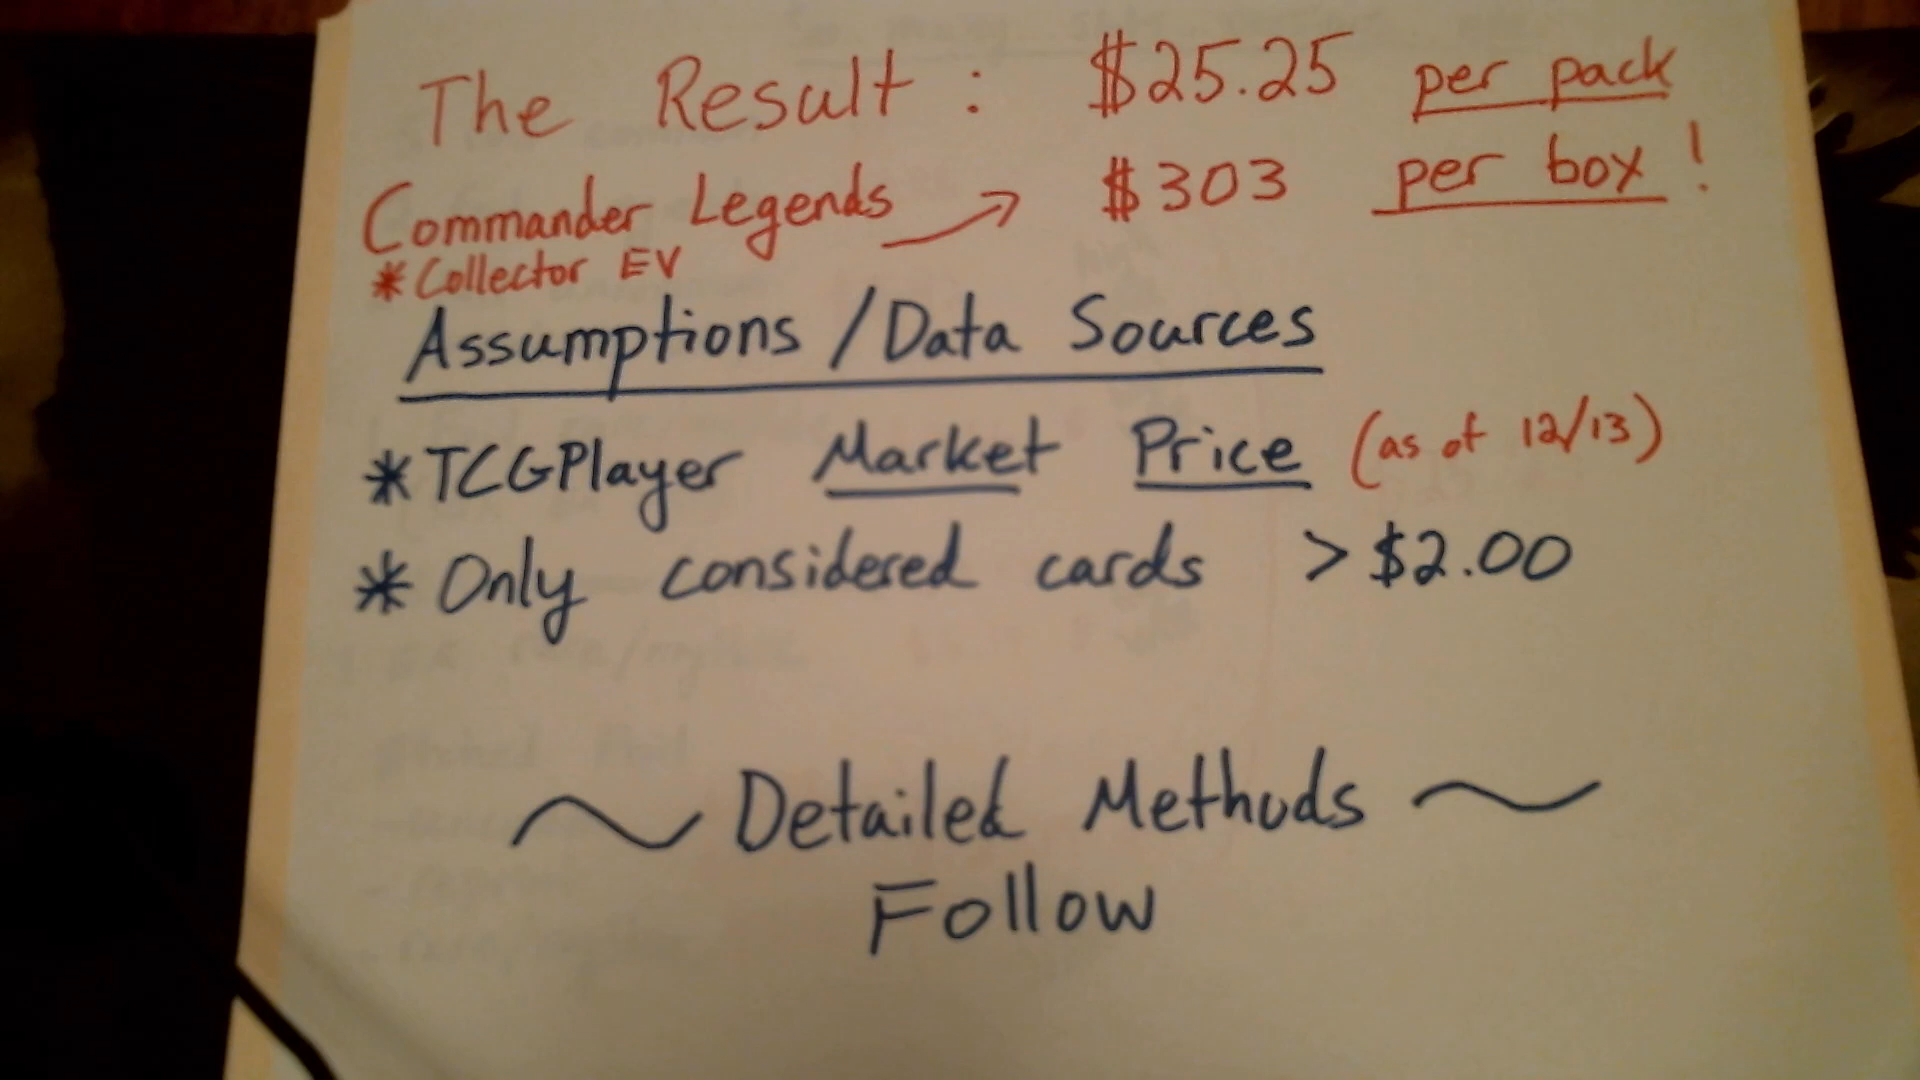 The Result : $25.25 per pack
Commander Legends → $303 per box!
*Collector EV
Assumptions / Data Sources
*TCGPlayer Market Price (as of 12/13)
* Only considered cards > $2.00
~ Detailed Methods ~
Follow